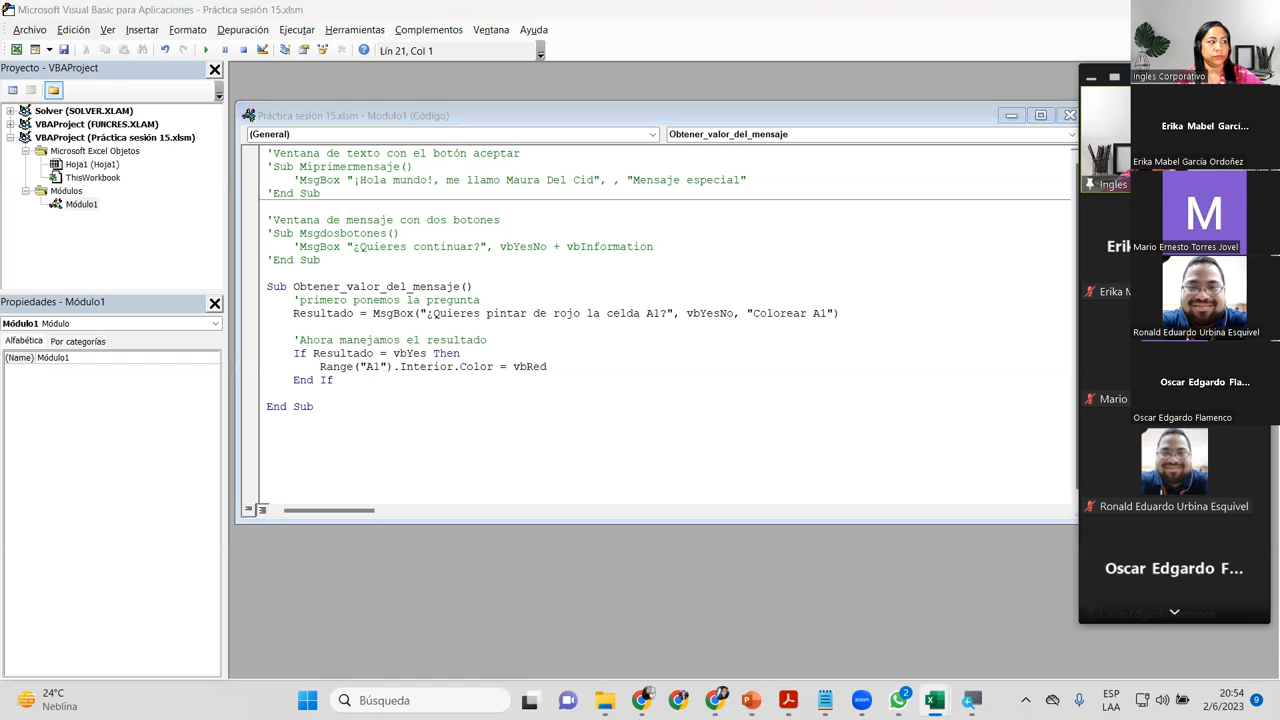 Microsoft Visual Basic para Aplicaciones - Práctica sesión 15.xlsm
Archivo Edición Ver Insertar Formato Depuración Ejecutar Herramientas Complementos Ventana Ayuda
Lín 21, Col 1
Proyecto - VBAProject
Solver (SOLVER.XLAM)
VBAProject (FUNCRES.XLAM)
VBAProject (Práctica sesión 15.xlsm)
Microsoft Excel Objetos
Hoja1 (Hoja1)
ThisWorkbook
Módulos
Módulo1
Propiedades - Módulo1
Módulo1 Módulo
Alfabética Por categorías
(Name) Módulo1
Práctica sesión 15.xlsm - Módulo1 (Código)
(General) Obtener_valor_del_mensaje
'Ventana de texto con el botón aceptar
'Sub Miprimermensaje()
'MsgBox "¡Hola mundo!, me llamo Maura Del Cid", , "Mensaje especial"
'End Sub
'Ventana de mensaje con dos botones
'Sub Msgdosbotones()
'MsgBox "¿Quieres continuar?", vbYesNo + vbInformation
'End Sub
Sub Obtener_valor_del_mensaje()
'primero ponemos la pregunta
Resultado = MsgBox("¿Quieres pintar de rojo la celda A1?", vbYesNo, "Colorear A1")
'Ahora manejamos el resultado
If Resultado = vbYes Then
Range("A1").Interior.Color = vbRed
End If
End Sub
Ingles Corporativo
Erika Mabel Garcí...
Erika Mabel García Ordoñez
Ingles
M
Mario Ernesto Torres Jovel
Erik
Erika M
Ronald Eduardo Urbina Esquivel
Oscar Edgardo Fla...
Mario
Oscar Edgardo Flamenco
Ronald Eduardo Urbina Esquivel
Oscar Edgardo F...
Oscar Edgardo Flamenco
24°C
Neblina
Búsqueda
2
ESP
LAA
20:54
2/6/2023
9